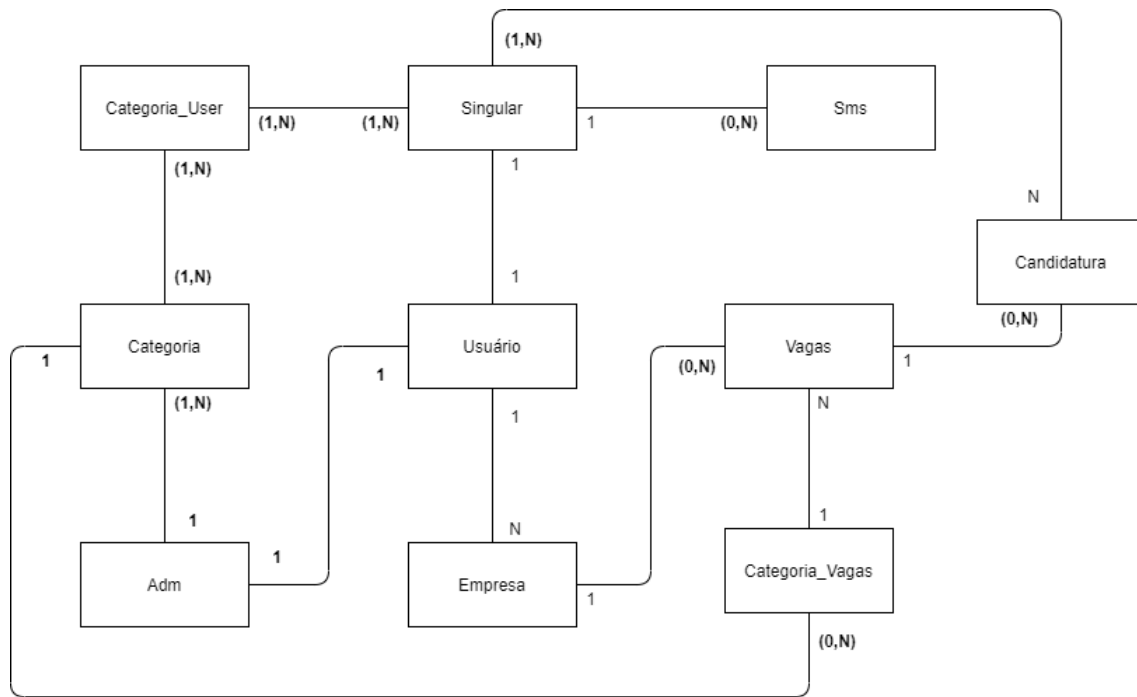 (1,N)
Categoria_User
Singular
Sms
(1,N)
(1,N)
1
(0,N)
(1,N)
1
N
Candidatura
(1,N)
1
(0,N)
Categoria
Usuário
Vagas
1
1
(0,N)
1
(1,N)
1
N
1
N
1
1
Adm
Empresa
Categoria_Vagas
1
(0,N)